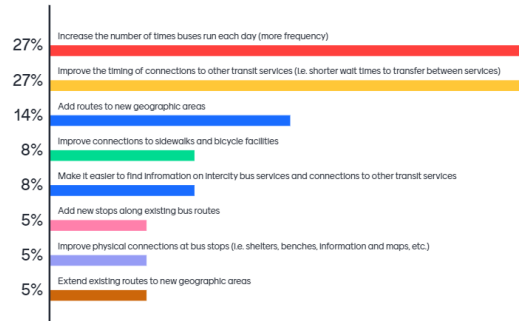 Increase the number of times buses run each day (more frequency)
27%
Improve the timing of connections to other transit services (i.e. shorter wait times to transfer between services)
27%
Add routes to new geographic areas
14%
Improve connections to sidewalks and bicycle facilities
8%
Make it easier to find infromation on intercity bus services and connections to other transit services
8%
Add new stops along existing bus routes
5%
Improve physical connections at bus stops (i.e. shelters, benches, information and maps, etc.)
5%
Extend existing routes to new geographic areas
5%